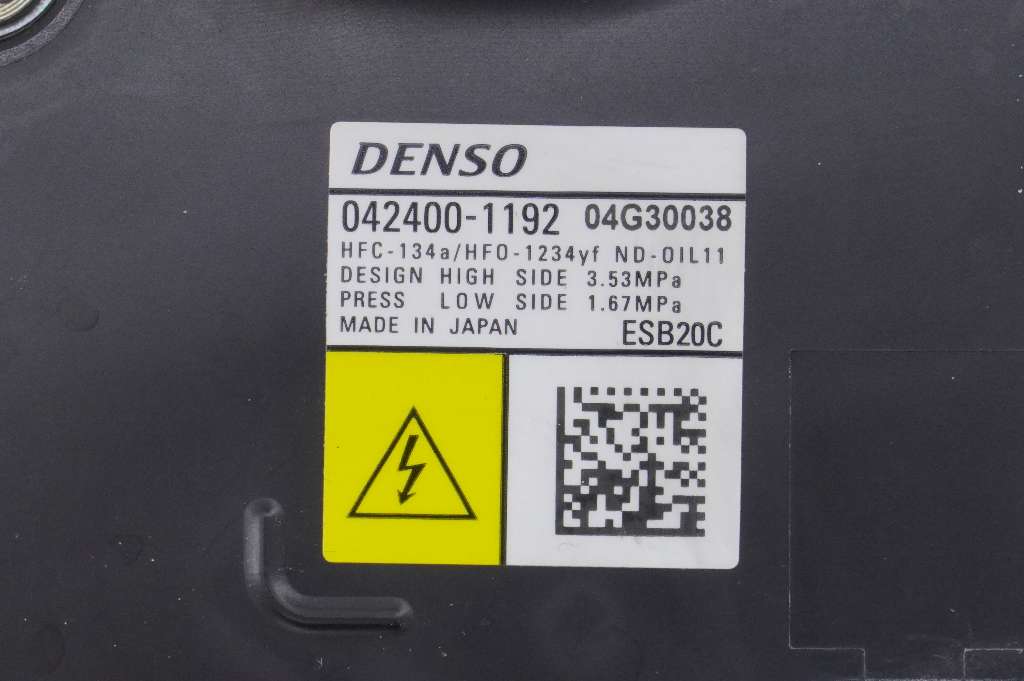 DENSO
042400-1192 04G30038
HFC-134a/HFO-1234yf ND-OIL11
DESIGN HIGH SIDE 3.53MPa
PRESS LOW SIDE 1.67MPa
MADE IN JAPAN ESB20C